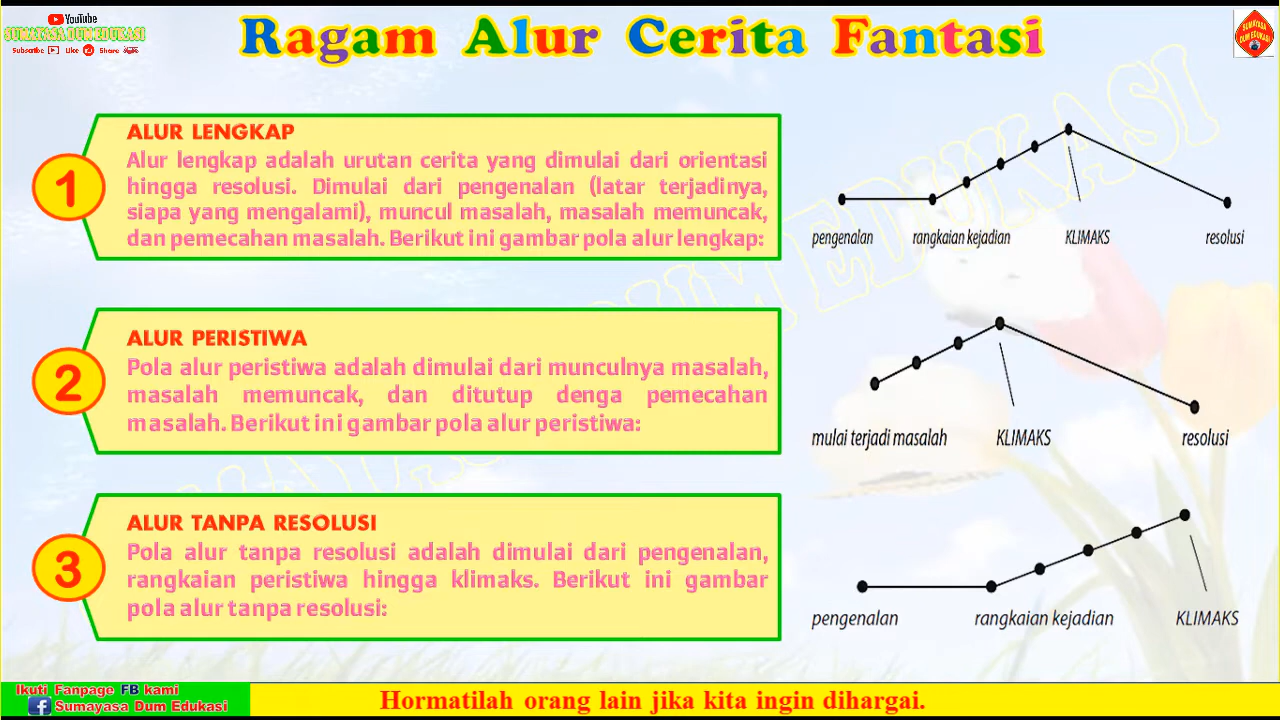 YouTube
SUMAYASA DUM EDUKASI
Subscribe Like Share
Ragam Alur Cerita Fantasi
SUMAYASA
DUM EDUKASI
1
ALUR LENGKAP
Alur lengkap adalah urutan cerita yang dimulai dari orientasi
hingga resolusi. Dimulai dari pengenalan (latar terjadinya,
siapa yang mengalami), muncul masalah, masalah memuncak,
dan pemecahan masalah. Berikut ini gambar pola alur lengkap:
pengenalan rangkaian kejadian KLIMAKS resolusi
2
ALUR PERISTIWA
Pola alur peristiwa adalah dimulai dari munculnya masalah,
masalah memuncak, dan ditutup denga pemecahan
masalah. Berikut ini gambar pola alur peristiwa:
mulai terjadi masalah KLIMAKS resolusi
3
ALUR TANPA RESOLUSI
Pola alur tanpa resolusi adalah dimulai dari pengenalan,
rangkaian peristiwa hingga klimaks. Berikut ini gambar
pola alur tanpa resolusi:
pengenalan rangkaian kejadian KLIMAKS
Ikuti Fanpage FB kami
Sumayasa Dum Edukasi
Hormatilah orang lain jika kita ingin dihargai.